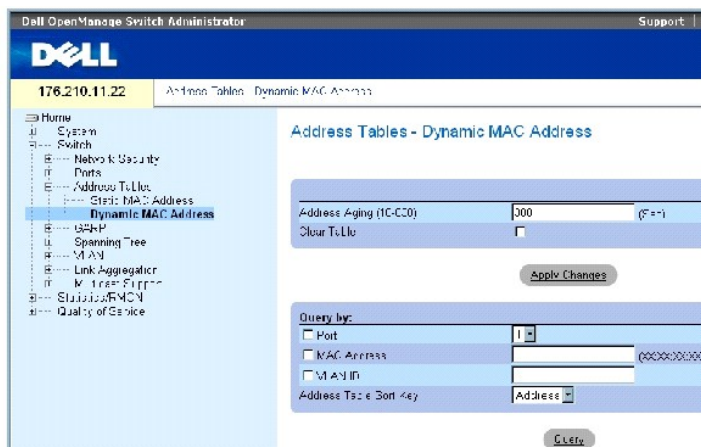 Dell OpenManage Switch Administrator Support
DELL
176.210.11.22 Address Tables - Dynamic MAC Address
Home
System
Switch
Network Security
Ports
Address Tables
Static MAC Address
Dynamic MAC Address
GARP
Spanning Tree
VLAN
Link Aggregation
Multicast Support
Statistics/RMON
Quality of Service
Address Tables - Dynamic MAC Address
Address Aging
(Sec)
Clear Table
Apply Changes
Query by:
Port 1
MAC Address
VLAN ID
Address Table Sort Key Address
Query